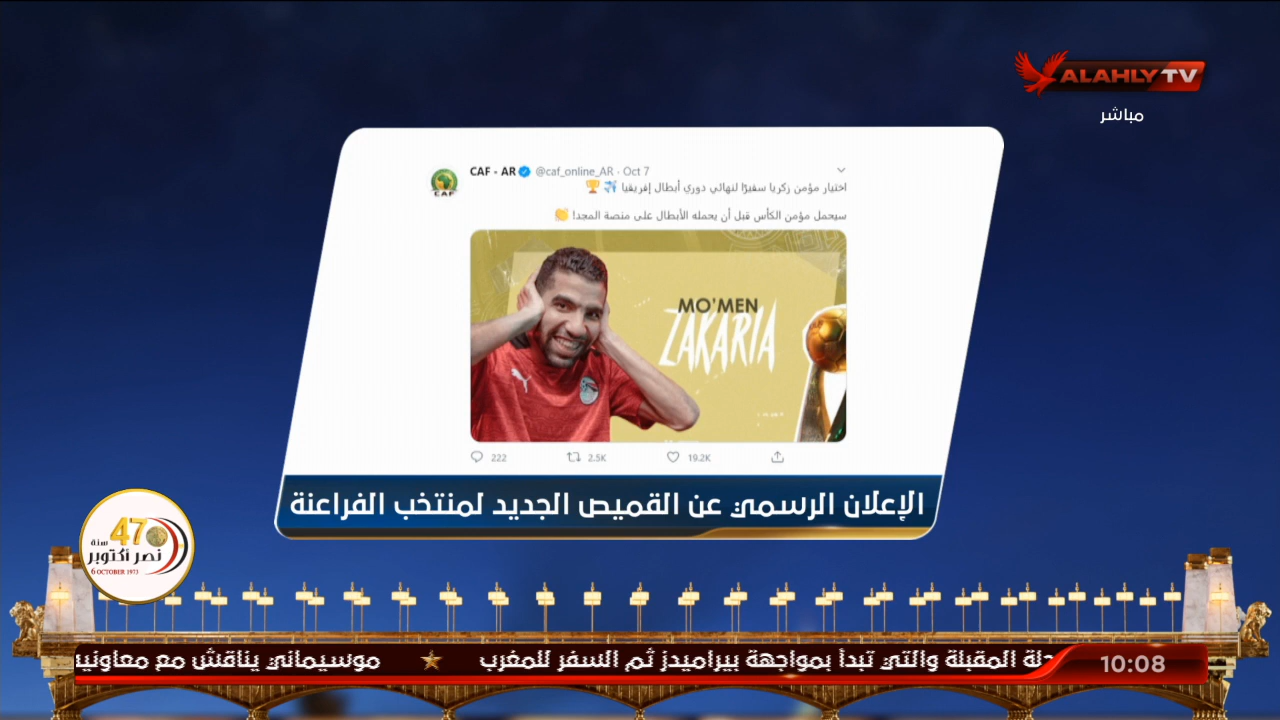 ALAHLY TV
مباشر
CAF - AR @caf_online_AR · Oct 7
اختيار مؤمن زكريا سفيرًا لنهائي دوري أبطال إفريقيا
سيحمل مؤمن الكأس قبل أن يحمله الأبطال على منصة المجد!
CAF
MO'MEN
ZAKARIA
222 2.5K 19.2K
الإعلان الرسمي عن القميص الجديد لمنتخب الفراعنة
47 سنة
نصر أكتوبر
6 OCTOBER 1973
المقبلة والتي تبدأ بمواجهة بيراميدز ثم السفر للمغرب ★ موسيماني يناقش مع
10:08